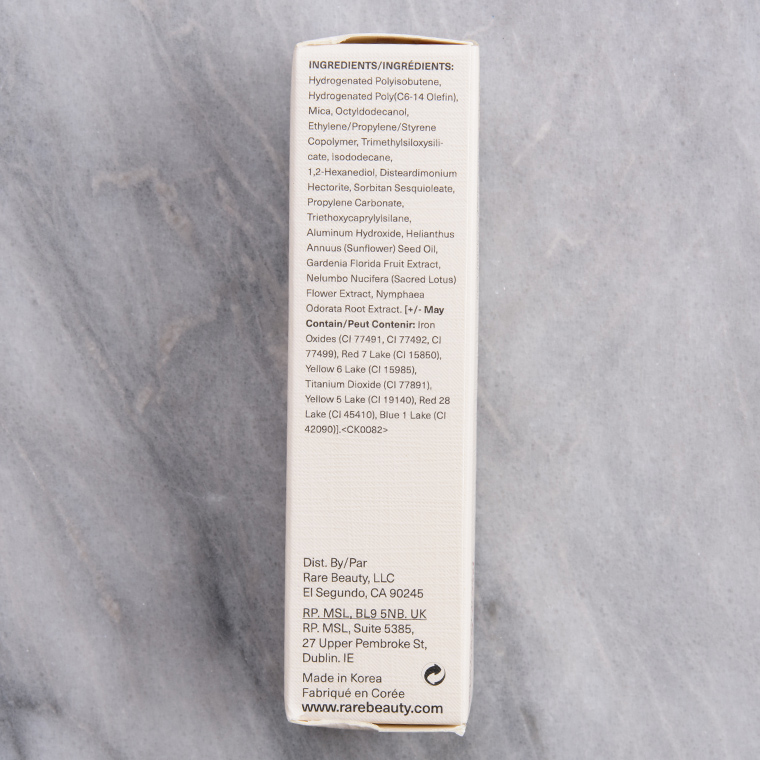 INGREDIENTS/INGRÉDIENTS:
Hydrogenated Polyisobutene,
Hydrogenated Poly(C6-14 Olefin),
Mica, Octyldodecanol,
Ethylene/Propylene/Styrene
Copolymer, Trimethylsiloxysili-
cate, Isododecane,
1,2-Hexanediol, Disteardimonium
Hectorite, Sorbitan Sesquioleate,
Propylene Carbonate,
Triethoxycaprylylsilane,
Aluminum Hydroxide, Helianthus
Annuus (Sunflower) Seed Oil,
Gardenia Florida Fruit Extract,
Nelumbo Nucifera (Sacred Lotus)
Flower Extract, Nymphaea
Odorata Root Extract. [+/- May
Contain/Peut Contenir: Iron
Oxides (CI 77491, CI 77492, CI
77499), Red 7 Lake (CI 15850),
Yellow 6 Lake (CI 15985),
Titanium Dioxide (CI 77891),
Yellow 5 Lake (CI 19140), Red 28
Lake (CI 45410), Blue 1 Lake (CI
42090)].<CK0082>
Dist. By/Par
Rare Beauty, LLC
El Segundo, CA 90245
RP. MSL, BL9 5NB. UK
RP. MSL, Suite 5385,
27 Upper Pembroke St,
Dublin. IE
Made in Korea
Fabriqué en Corée
www.rarebeauty.com